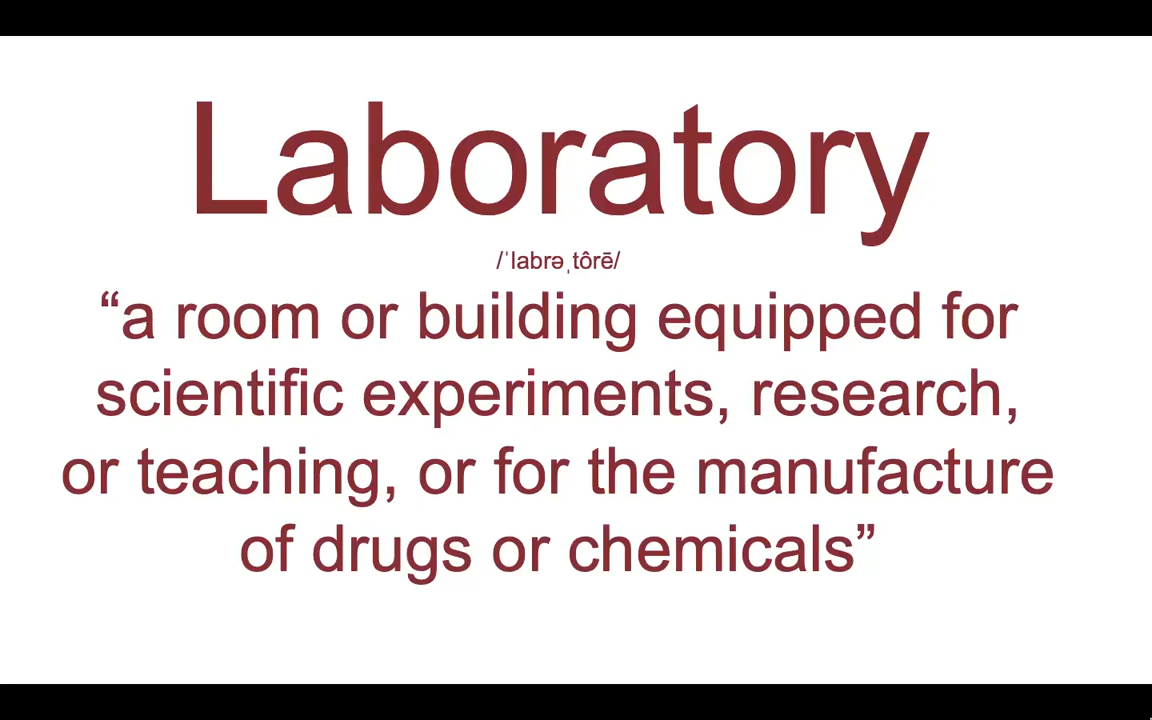 Laboratory
/ˈlabrəˌtôrē/
“a room or building equipped for
scientific experiments, research,
or teaching, or for the manufacture
of drugs or chemicals”